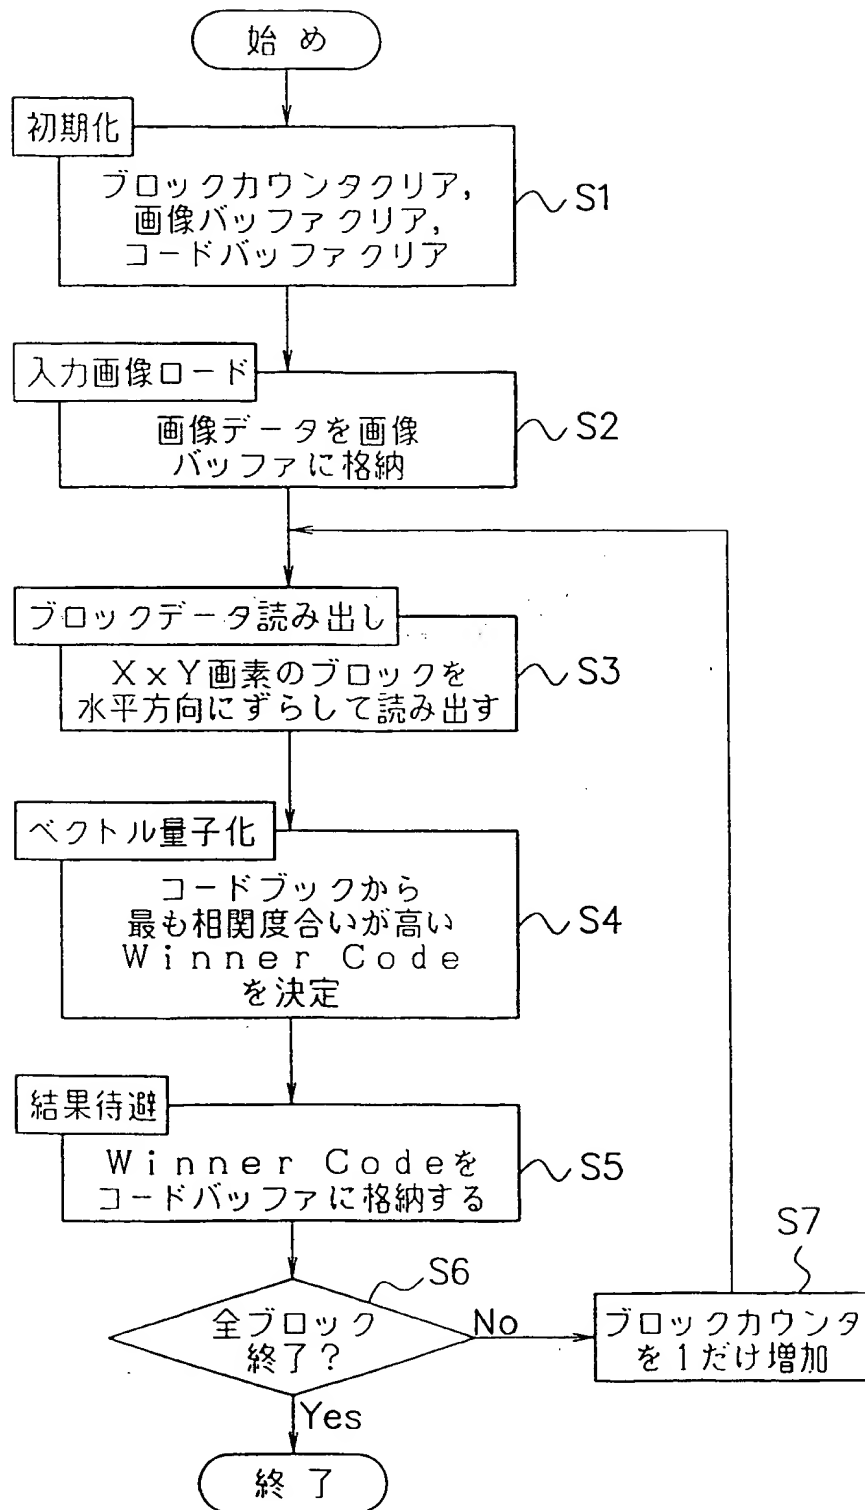 始め
初期化
ブロックカウンタクリア,
画像バッファクリア,
コードバッファクリア
S1
入力画像ロード
画像データを画像
バッファに格納
S2
ブロックデータ読み出し
X×Y画素のブロックを
水平方向にずらして読み出す
S3
ベクトル量子化
コードブックから
最も相関度合いが高い
Winner Code
を決定
S4
結果待避
Winner Codeを
コードバッファに格納する
S5
S6
全ブロック
終了?
No
S7
ブロックカウンタ
を1だけ増加
Yes
終了